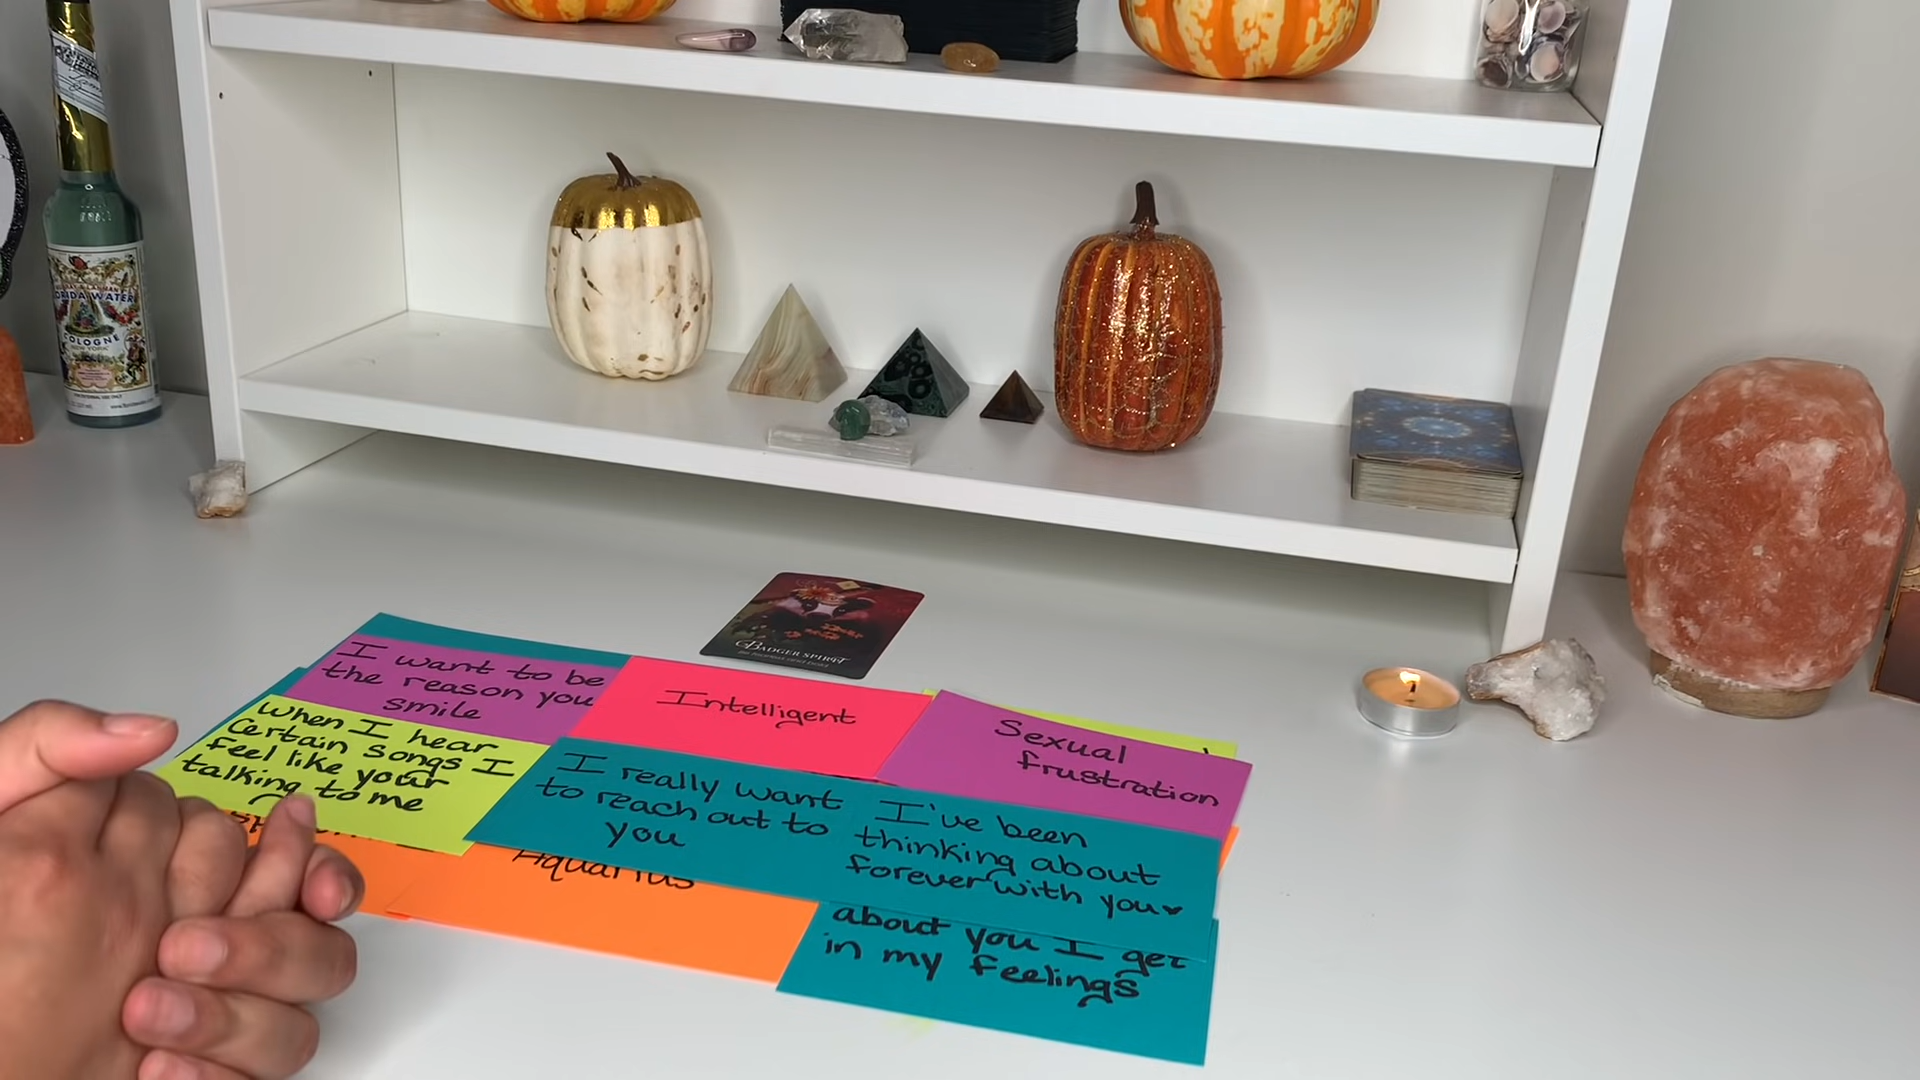 FLORIDA WATER
COLOGNE
NEW YORK
BADGER SPIRIT
I want to be
the reason you
smile
Intelligent
Sexual
frustration
When I hear
Certain songs I
feel like your
talking to me
I really want
to reach out to
you
I've been
thinking about
forever with you
Aquarius
about you I get
in my feelings